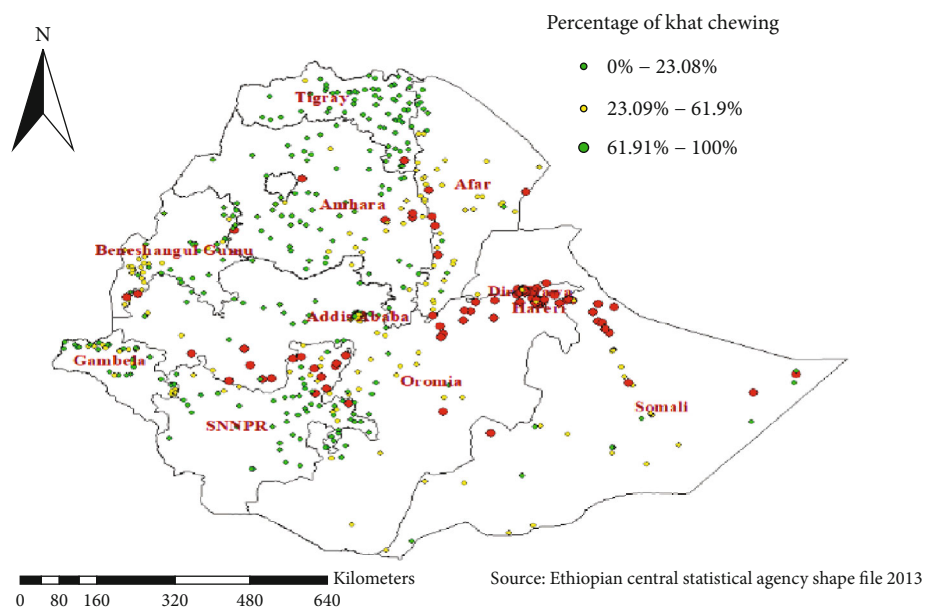 Percentage of khat chewing
0% – 23.08%
23.09% – 61.9%
61.91% – 100%
N
Tigray
Afar
Amhara
Beneshangul Gumu
Addis Ababa
Hareri
Gambela
Oromia
SNNPR
Somali
Kilometers
0 80 160 320 480 640
Source: Ethiopian central statistical agency shape file 2013